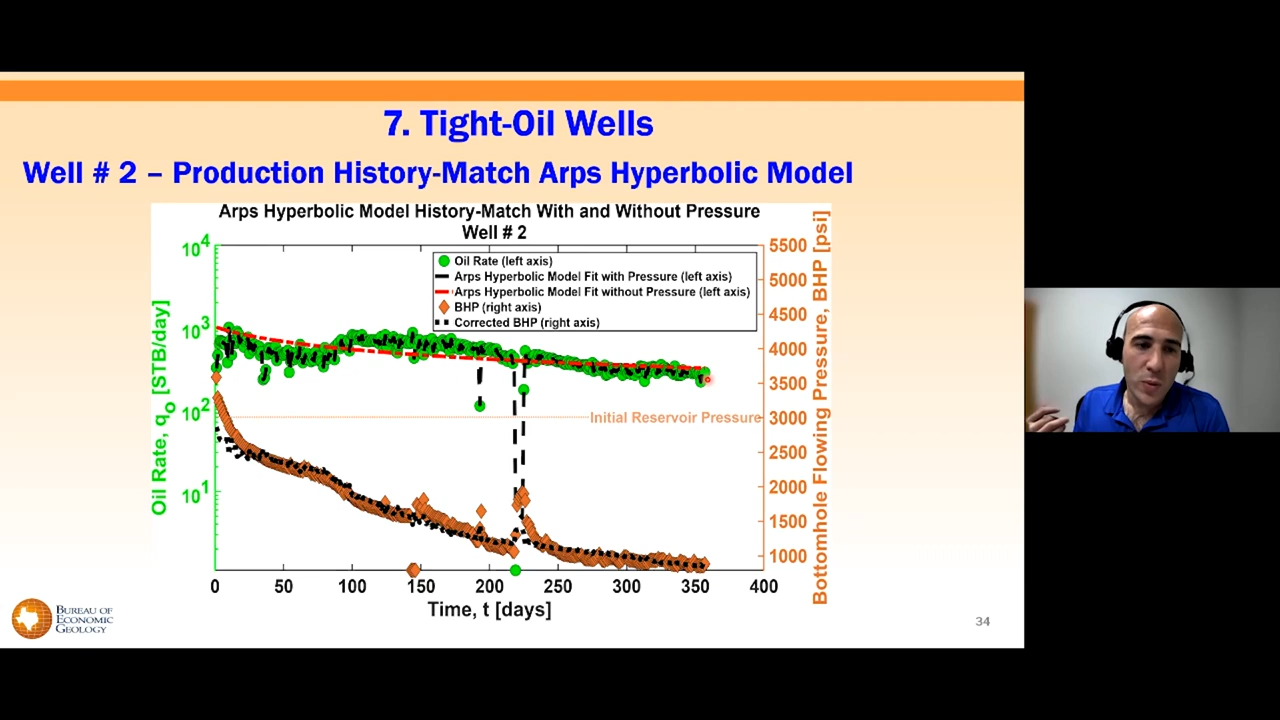 7. Tight-Oil Wells
Well # 2 – Production History-Match Arps Hyperbolic Model
Arps Hyperbolic Model History-Match With and Without Pressure
Well # 2
Oil Rate (left axis)
Arps Hyperbolic Model Fit with Pressure (left axis)
Arps Hyperbolic Model Fit without Pressure (left axis)
BHP (right axis)
Corrected BHP (right axis)
Oil Rate, qo [STB/day]
10^4
10^3
10^2
10^1
Initial Reservoir Pressure
5500
5000
4500
4000
3500
3000
2500
2000
1500
1000
Bottomhole Flowing Pressure, BHP [psi]
0 50 100 150 200 250 300 350 400
Time, t [days]
BUREAU OF
ECONOMIC
GEOLOGY
34